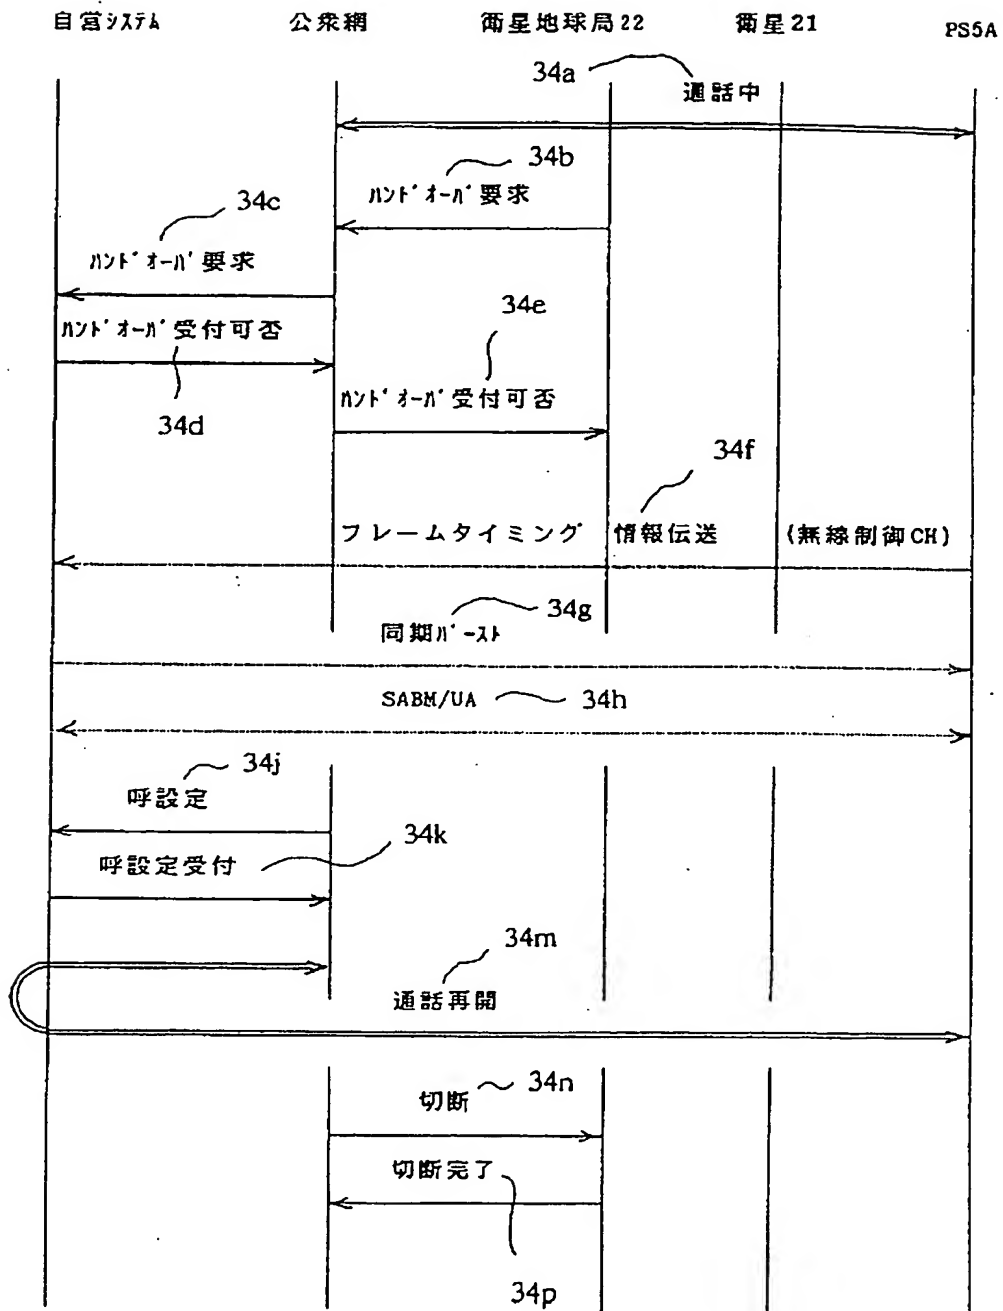 自営ｼｽﾃﾑ 公衆網 衛星地球局22 衛星21 PS5A
34a
通話中
34b
ﾊﾝﾄﾞｵｰﾊﾞ要求
34c
ﾊﾝﾄﾞｵｰﾊﾞ要求
34e
ﾊﾝﾄﾞｵｰﾊﾞ受付可否
ﾊﾝﾄﾞｵｰﾊﾞ受付可否
34d
34f
フレームタイミング 情報伝送 (無線制御CH)
34g
同期ﾊﾞｰｽﾄ
SABM/UA 34h
34j
呼設定
34k
呼設定受付
34m
通話再開
34n
切断
切断完了
34p